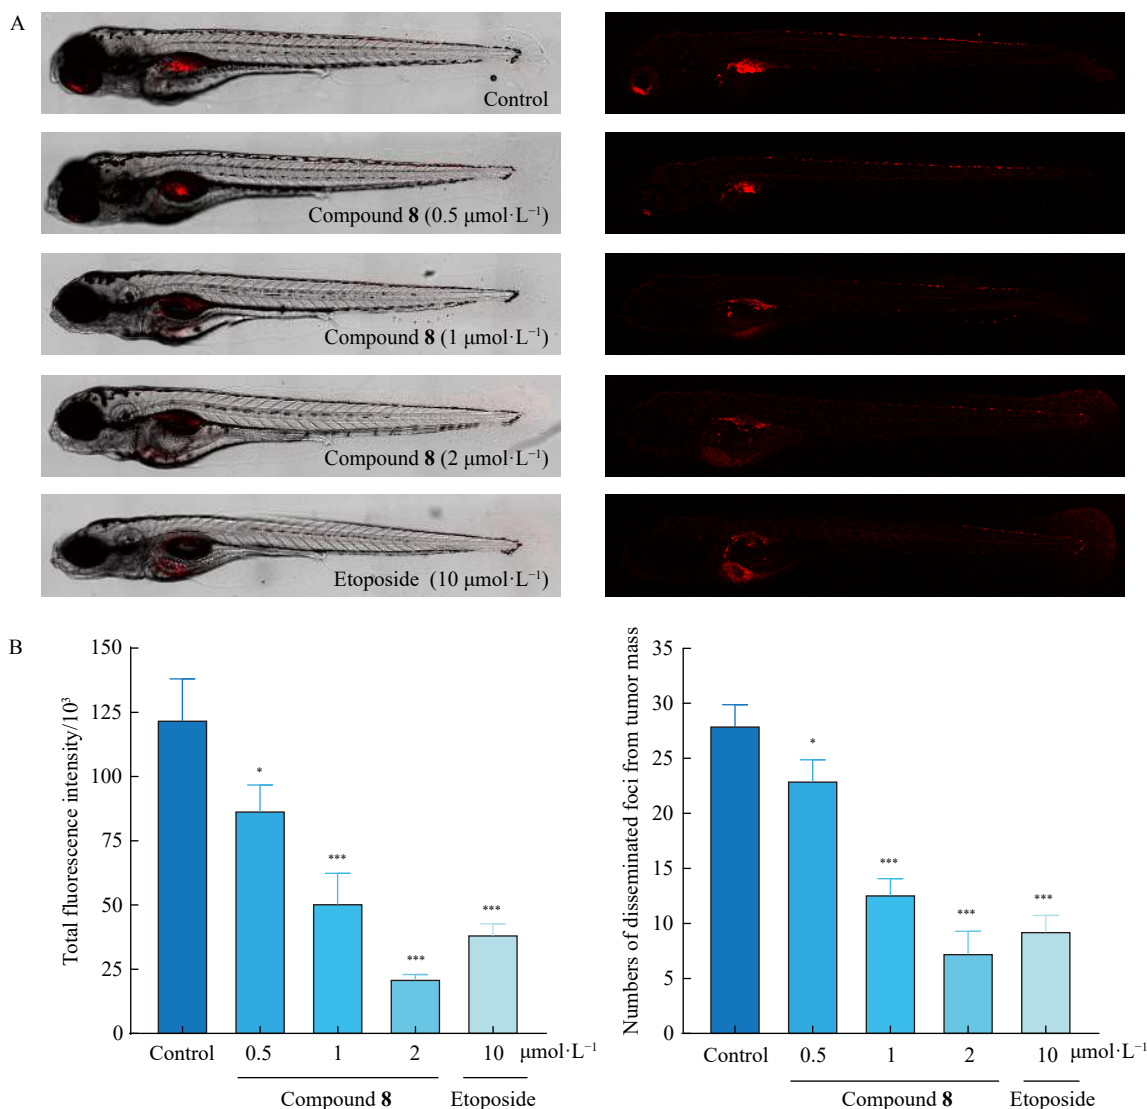 A
Control
Compound 8 (0.5 μmol·L⁻¹)
Compound 8 (1 μmol·L⁻¹)
Compound 8 (2 μmol·L⁻¹)
Etoposide (10 μmol·L⁻¹)
B
Total fluorescence intensity/10³
150
125
100
75
50
25
0
*
***
***
***
Control
0.5
1
2
10
μmol·L⁻¹
Compound 8
Etoposide
Numbers of disseminated foci from tumor mass
35
30
25
20
15
10
5
0
*
***
***
***
Control
0.5
1
2
10
μmol·L⁻¹
Compound 8
Etoposide